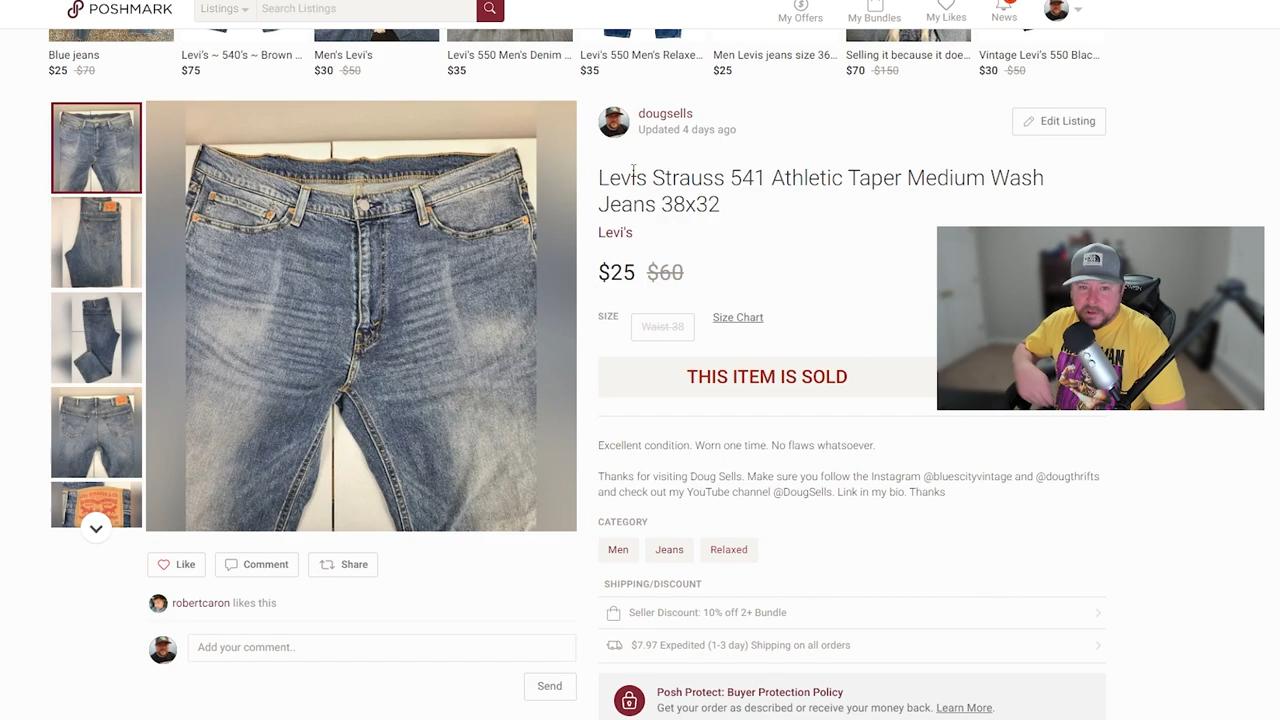 POSHMARK
Listings
Search Listings
My Offers
My Bundles
My Likes
News
Blue jeans
$25 $70
Levi's ~ 540's ~ Brown ...
$75
Men's Levi's
$30 $50
Levi's 550 Men's Denim ...
$35
Levi's 550 Men's Relaxe...
$35
Men Levis jeans size 36...
$25
Selling it because it doe...
$70 $150
Vintage Levi's 550 Blac...
$30 $50
dougsells
Updated 4 days ago
Edit Listing
Levis Strauss 541 Athletic Taper Medium Wash
Jeans 38x32
Levi's
$25 $60
SIZE
Waist 38
Size Chart
THIS ITEM IS SOLD
Excellent condition. Worn one time. No flaws whatsoever.
Thanks for visiting Doug Sells. Make sure you follow the Instagram @bluescityvintage and @dougthrifts
and check out my YouTube channel @DougSells. Link in my bio. Thanks
CATEGORY
Men
Jeans
Relaxed
SHIPPING/DISCOUNT
Seller Discount: 10% off 2+ Bundle
$7.97 Expedited (1-3 day) Shipping on all orders
Posh Protect: Buyer Protection Policy
Get your order as described or receive your money back. Learn More.
Like
Comment
Share
robertcaron likes this
Add your comment..
Send